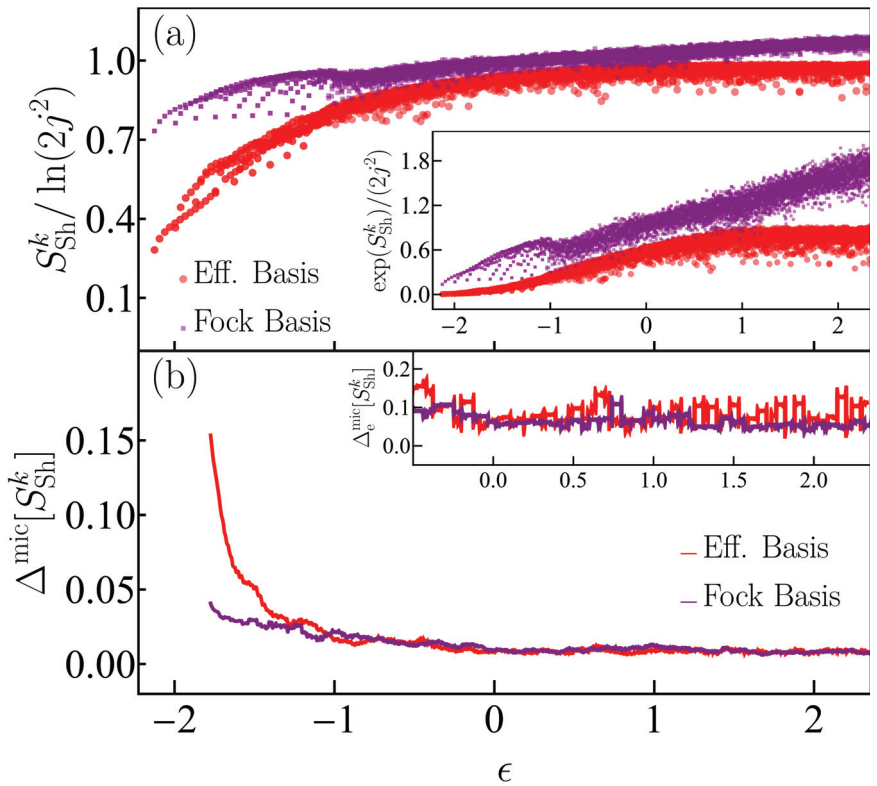 (a)
S^k_Sh / ln(2j^2)
1.0
0.7
0.4
0.1
Eff. Basis
Fock Basis
exp(S^k_Sh)/(2j^2)
1.8
1.2
0.6
0.0
−2 −1 0 1 2
(b)
Δ^mic[S^k_Sh]
0.15
0.10
0.05
0.00
Δ^mic_e[S^k_Sh]
0.2
0.1
0.0
0.0 0.5 1.0 1.5 2.0
Eff. Basis
Fock Basis
−2 −1 0 1 2
ϵ